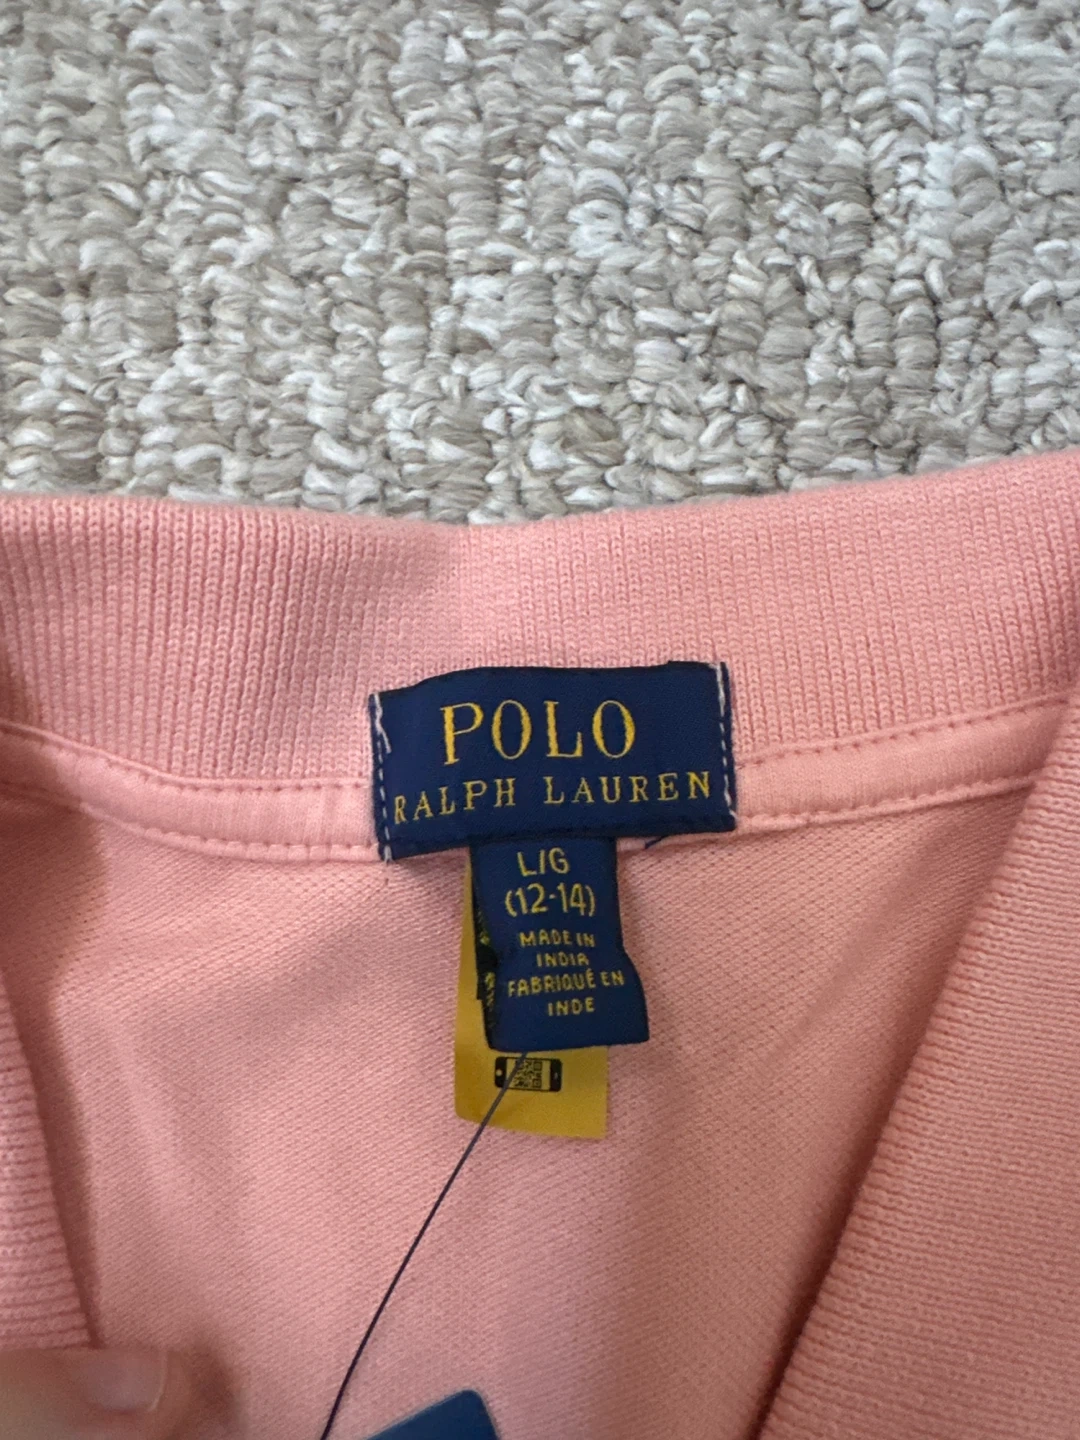 POLO
RALPH LAUREN
L/G
(12-14)
MADE IN
INDIA
FABRIQUÉ EN
INDE